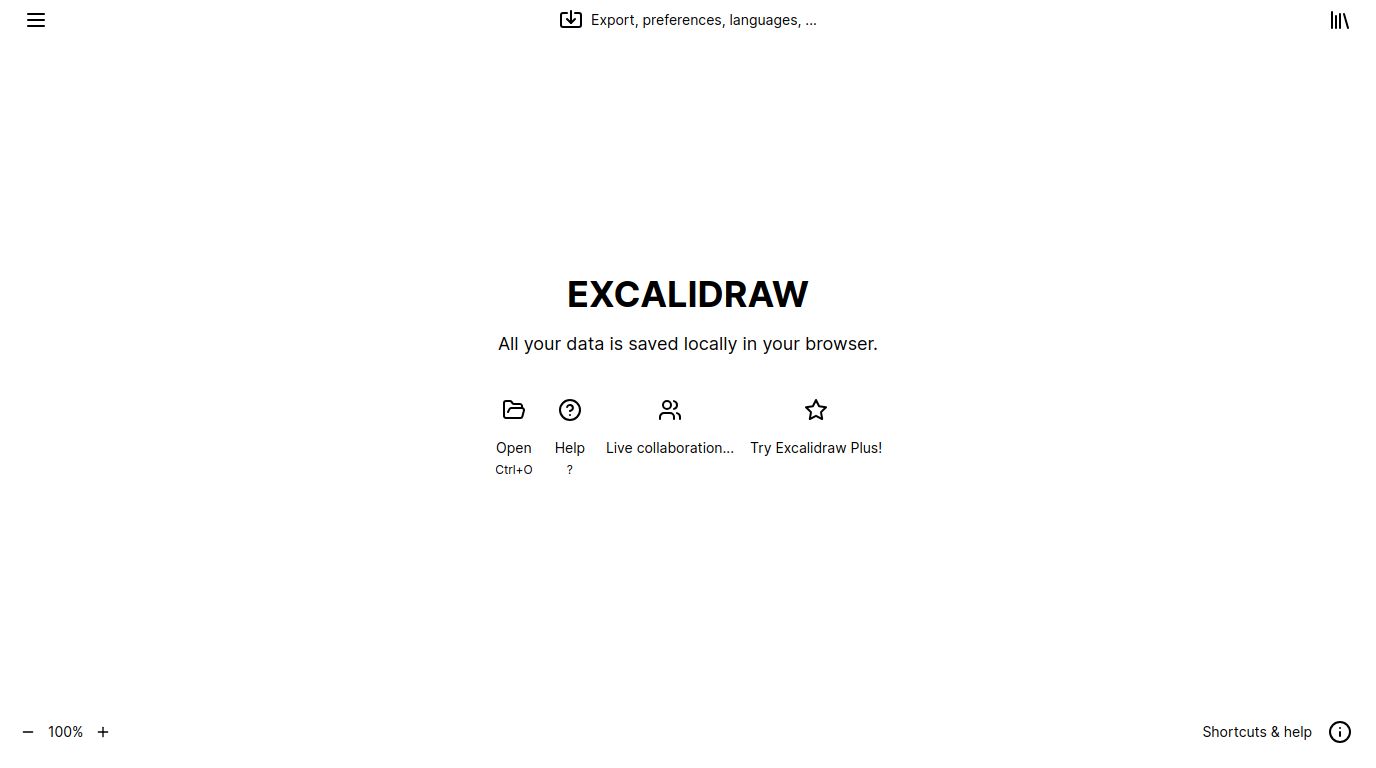 Export, preferences, languages, ...
EXCALIDRAW
All your data is saved locally in your browser.
Open
Ctrl+O
Help
?
Live collaboration...
Try Excalidraw Plus!
100%
Shortcuts & help